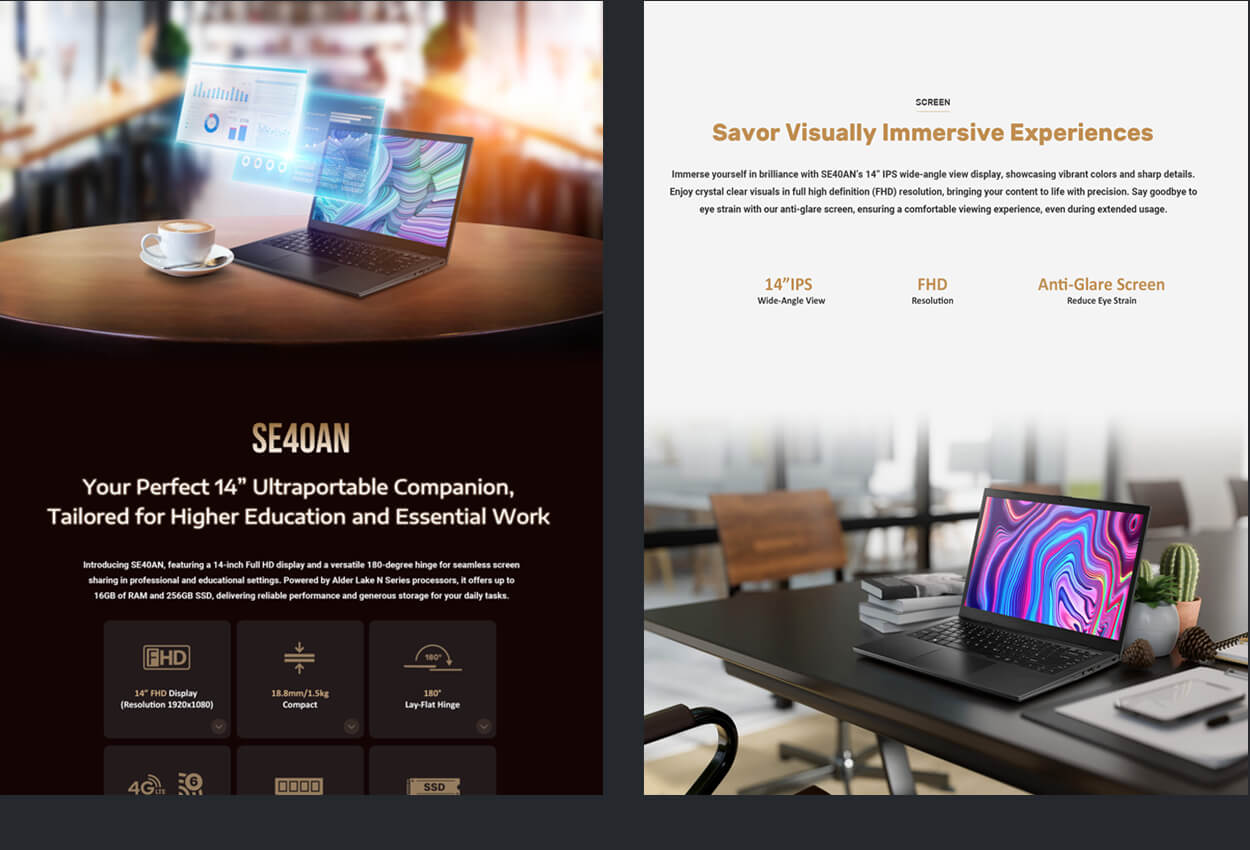 SE40AN
Your Perfect 14” Ultraportable Companion,
Tailored for Higher Education and Essential Work
Introducing SE40AN, featuring a 14-inch Full HD display and a versatile 180-degree hinge for seamless screen
sharing in professional and educational settings. Powered by Alder Lake N Series processors, it offers up to
16GB of RAM and 256GB SSD, delivering reliable performance and generous storage for your daily tasks.
FHD
14” FHD Display
(Resolution 1920x1080)
18.8mm/1.5kg
Compact
180°
180°
Lay-Flat Hinge
4G LTE
6
SSD
SCREEN
Savor Visually Immersive Experiences
Immerse yourself in brilliance with SE40AN’s 14” IPS wide-angle view display, showcasing vibrant colors and sharp details.
Enjoy crystal clear visuals in full high definition (FHD) resolution, bringing your content to life with precision. Say goodbye to
eye strain with our anti-glare screen, ensuring a comfortable viewing experience, even during extended usage.
14”IPS
Wide-Angle View
FHD
Resolution
Anti-Glare Screen
Reduce Eye Strain